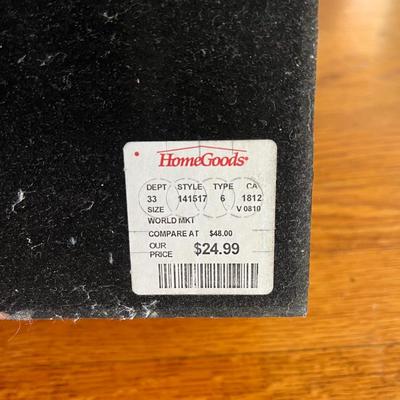 HomeGoods
DEPT STYLE TYPE CA
33 141517 6 1812
SIZE V 0810
WORLD MKT
COMPARE AT $48.00
OUR
PRICE $24.99